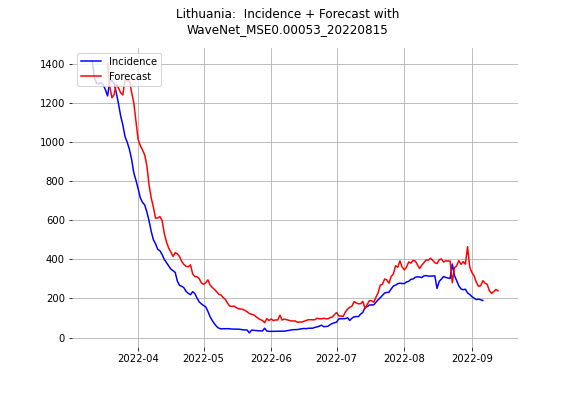 Lithuania:  Incidence + Forecast with
WaveNet_MSE0.00053_20220815
Incidence
Forecast
1400
1200
1000
800
600
400
200
0
2022-04 2022-05 2022-06 2022-07 2022-08 2022-09